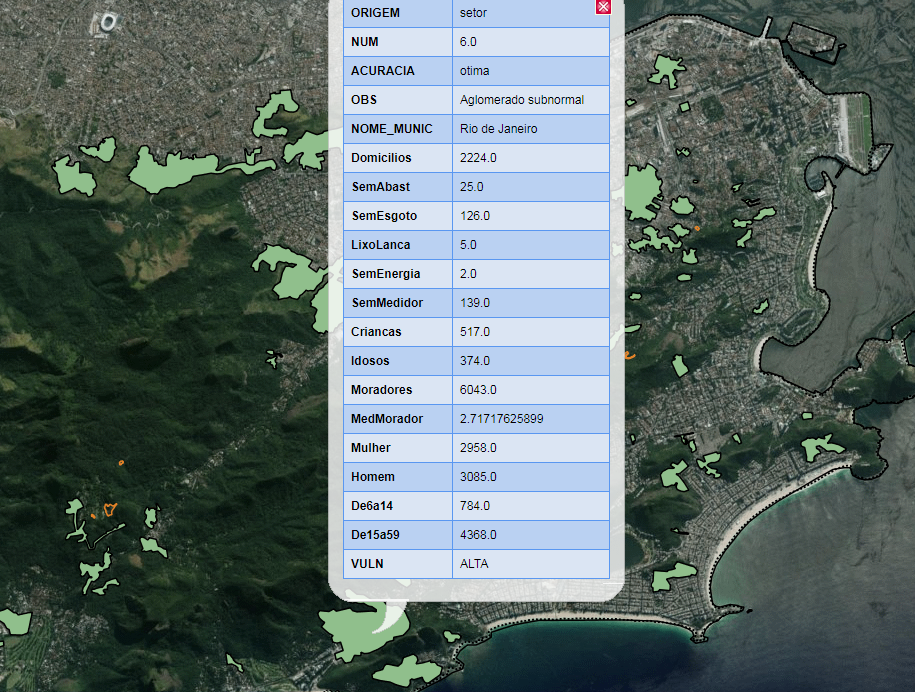 ORIGEM setor
NUM 6.0
ACURACIA otima
OBS Aglomerado subnormal
NOME_MUNIC Rio de Janeiro
Domicilios 2224.0
SemAbast 25.0
SemEsgoto 126.0
LixoLanca 5.0
SemEnergia 2.0
SemMedidor 139.0
Criancas 517.0
Idosos 374.0
Moradores 6043.0
MedMorador 2.71717625899
Mulher 2958.0
Homem 3085.0
De6a14 784.0
De15a59 4368.0
VULN ALTA